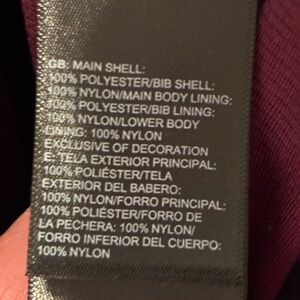 GB: MAIN SHELL:
100% POLYESTER/BIB SHELL:
100% NYLON/MAIN BODY LINING:
100% POLYESTER/BIB LINING:
100% NYLON/LOWER BODY
LINING: 100% NYLON
EXCLUSIVE OF DECORATION
E: TELA EXTERIOR PRINCIPAL:
100% POLIÉSTER/TELA
EXTERIOR DEL BABERO:
100% NYLON/FORRO PRINCIPAL:
100% POLIÉSTER/FORRO DE
LA PECHERA: 100% NYLON/
FORRO INFERIOR DEL CUERPO:
100% NYLON